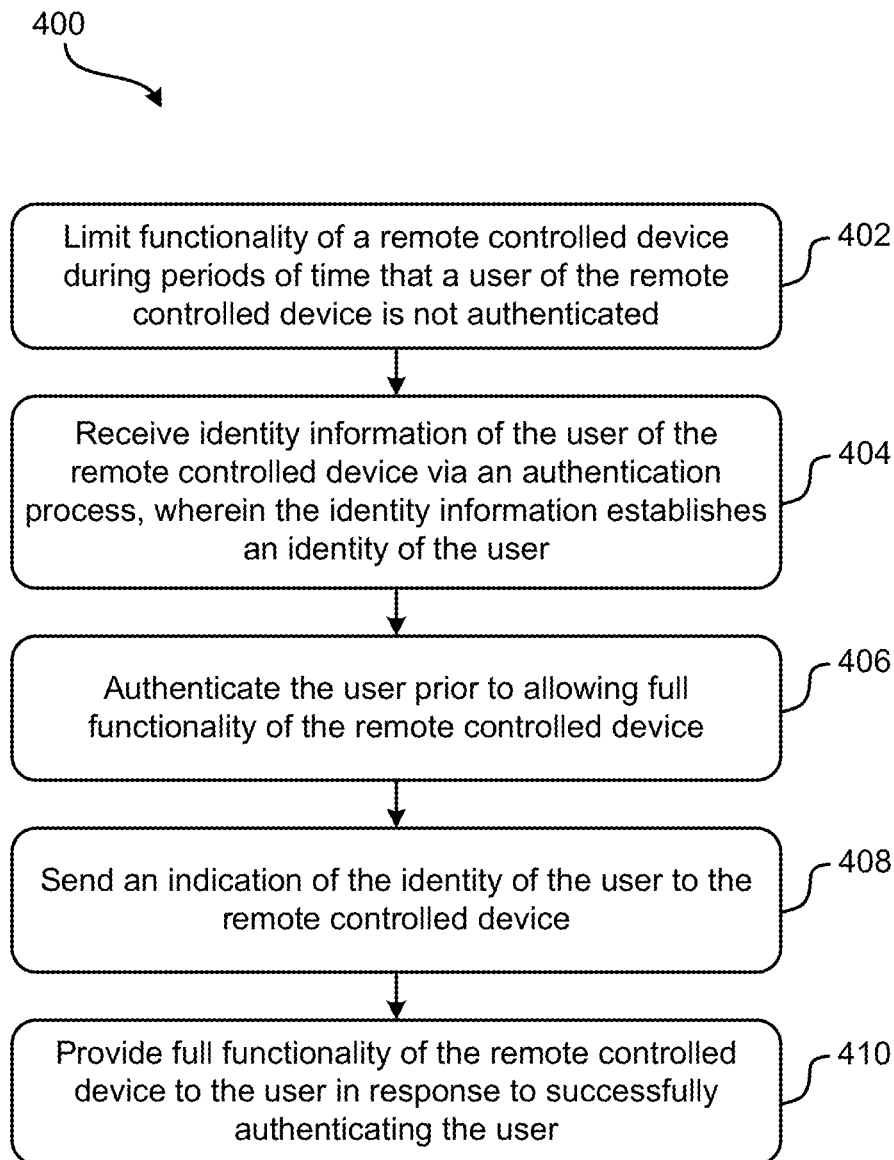 400
Limit functionality of a remote controlled device
during periods of time that a user of the remote
controlled device is not authenticated
402
Receive identity information of the user of the
remote controlled device via an authentication
process, wherein the identity information establishes
an identity of the user
404
Authenticate the user prior to allowing full
functionality of the remote controlled device
406
Send an indication of the identity of the user to the
remote controlled device
408
Provide full functionality of the remote controlled
device to the user in response to successfully
authenticating the user
410